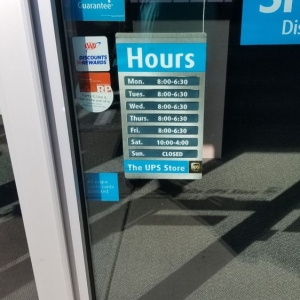 Guarantee*
SH
Dis
AAA
DISCOUNTS
& REWARDS
Hours
Mon. 8:00-6:30
Tues. 8:00-6:30
Wed. 8:00-6:30
Thurs. 8:00-6:30
Fri. 8:00-6:30
Sat. 10:00-4:00
Sun. CLOSED
The UPS Store